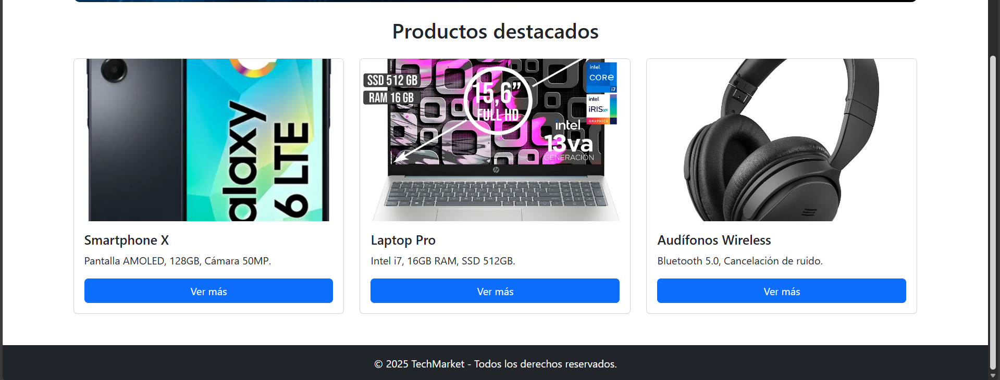 Productos destacados
alaxy
6 LTE
SSD 512 GB
RAM 16 GB
15,6”
FULL HD
intel
13va
GENERACIÓN
intel.
CORE
i7
intel.
iRISxe
GRAPHICS
hp
Smartphone X
Pantalla AMOLED, 128GB, Cámara 50MP.
Ver más
Laptop Pro
Intel i7, 16GB RAM, SSD 512GB.
Ver más
Audífonos Wireless
Bluetooth 5.0, Cancelación de ruido.
Ver más
© 2025 TechMarket - Todos los derechos reservados.